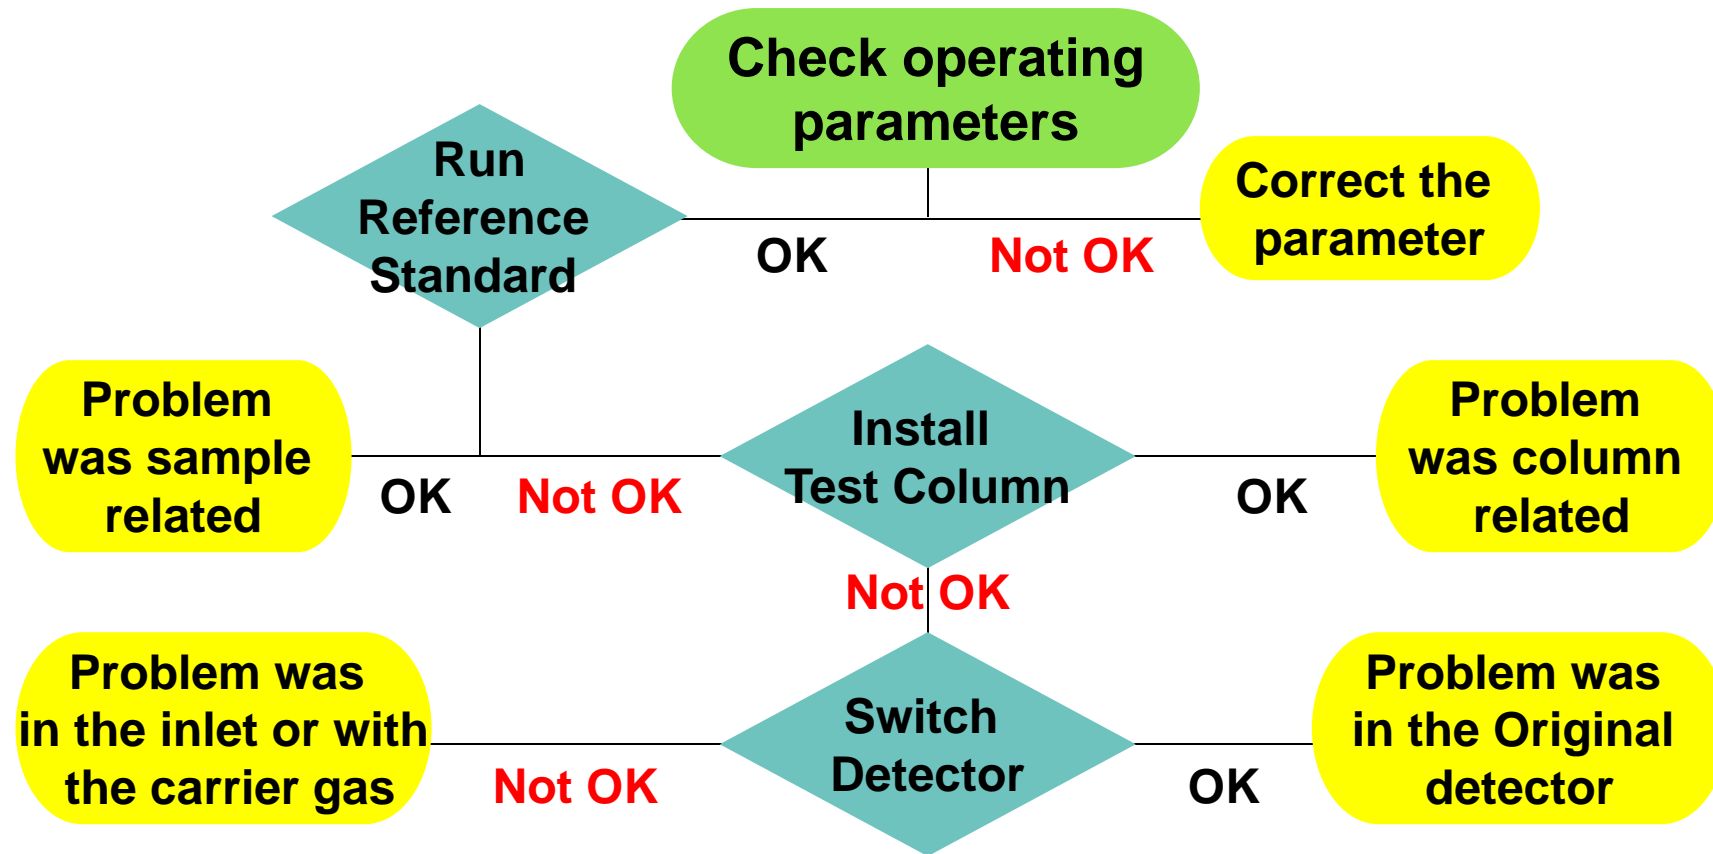 Check operating
parameters
Run
Reference
Standard
Correct the
parameter
OK
Not OK
Problem
was sample
related
Install
Test Column
Problem
was column
related
OK
Not OK
OK
Not OK
Problem was
in the inlet or with
the carrier gas
Switch
Detector
Problem was
in the Original
detector
Not OK
OK